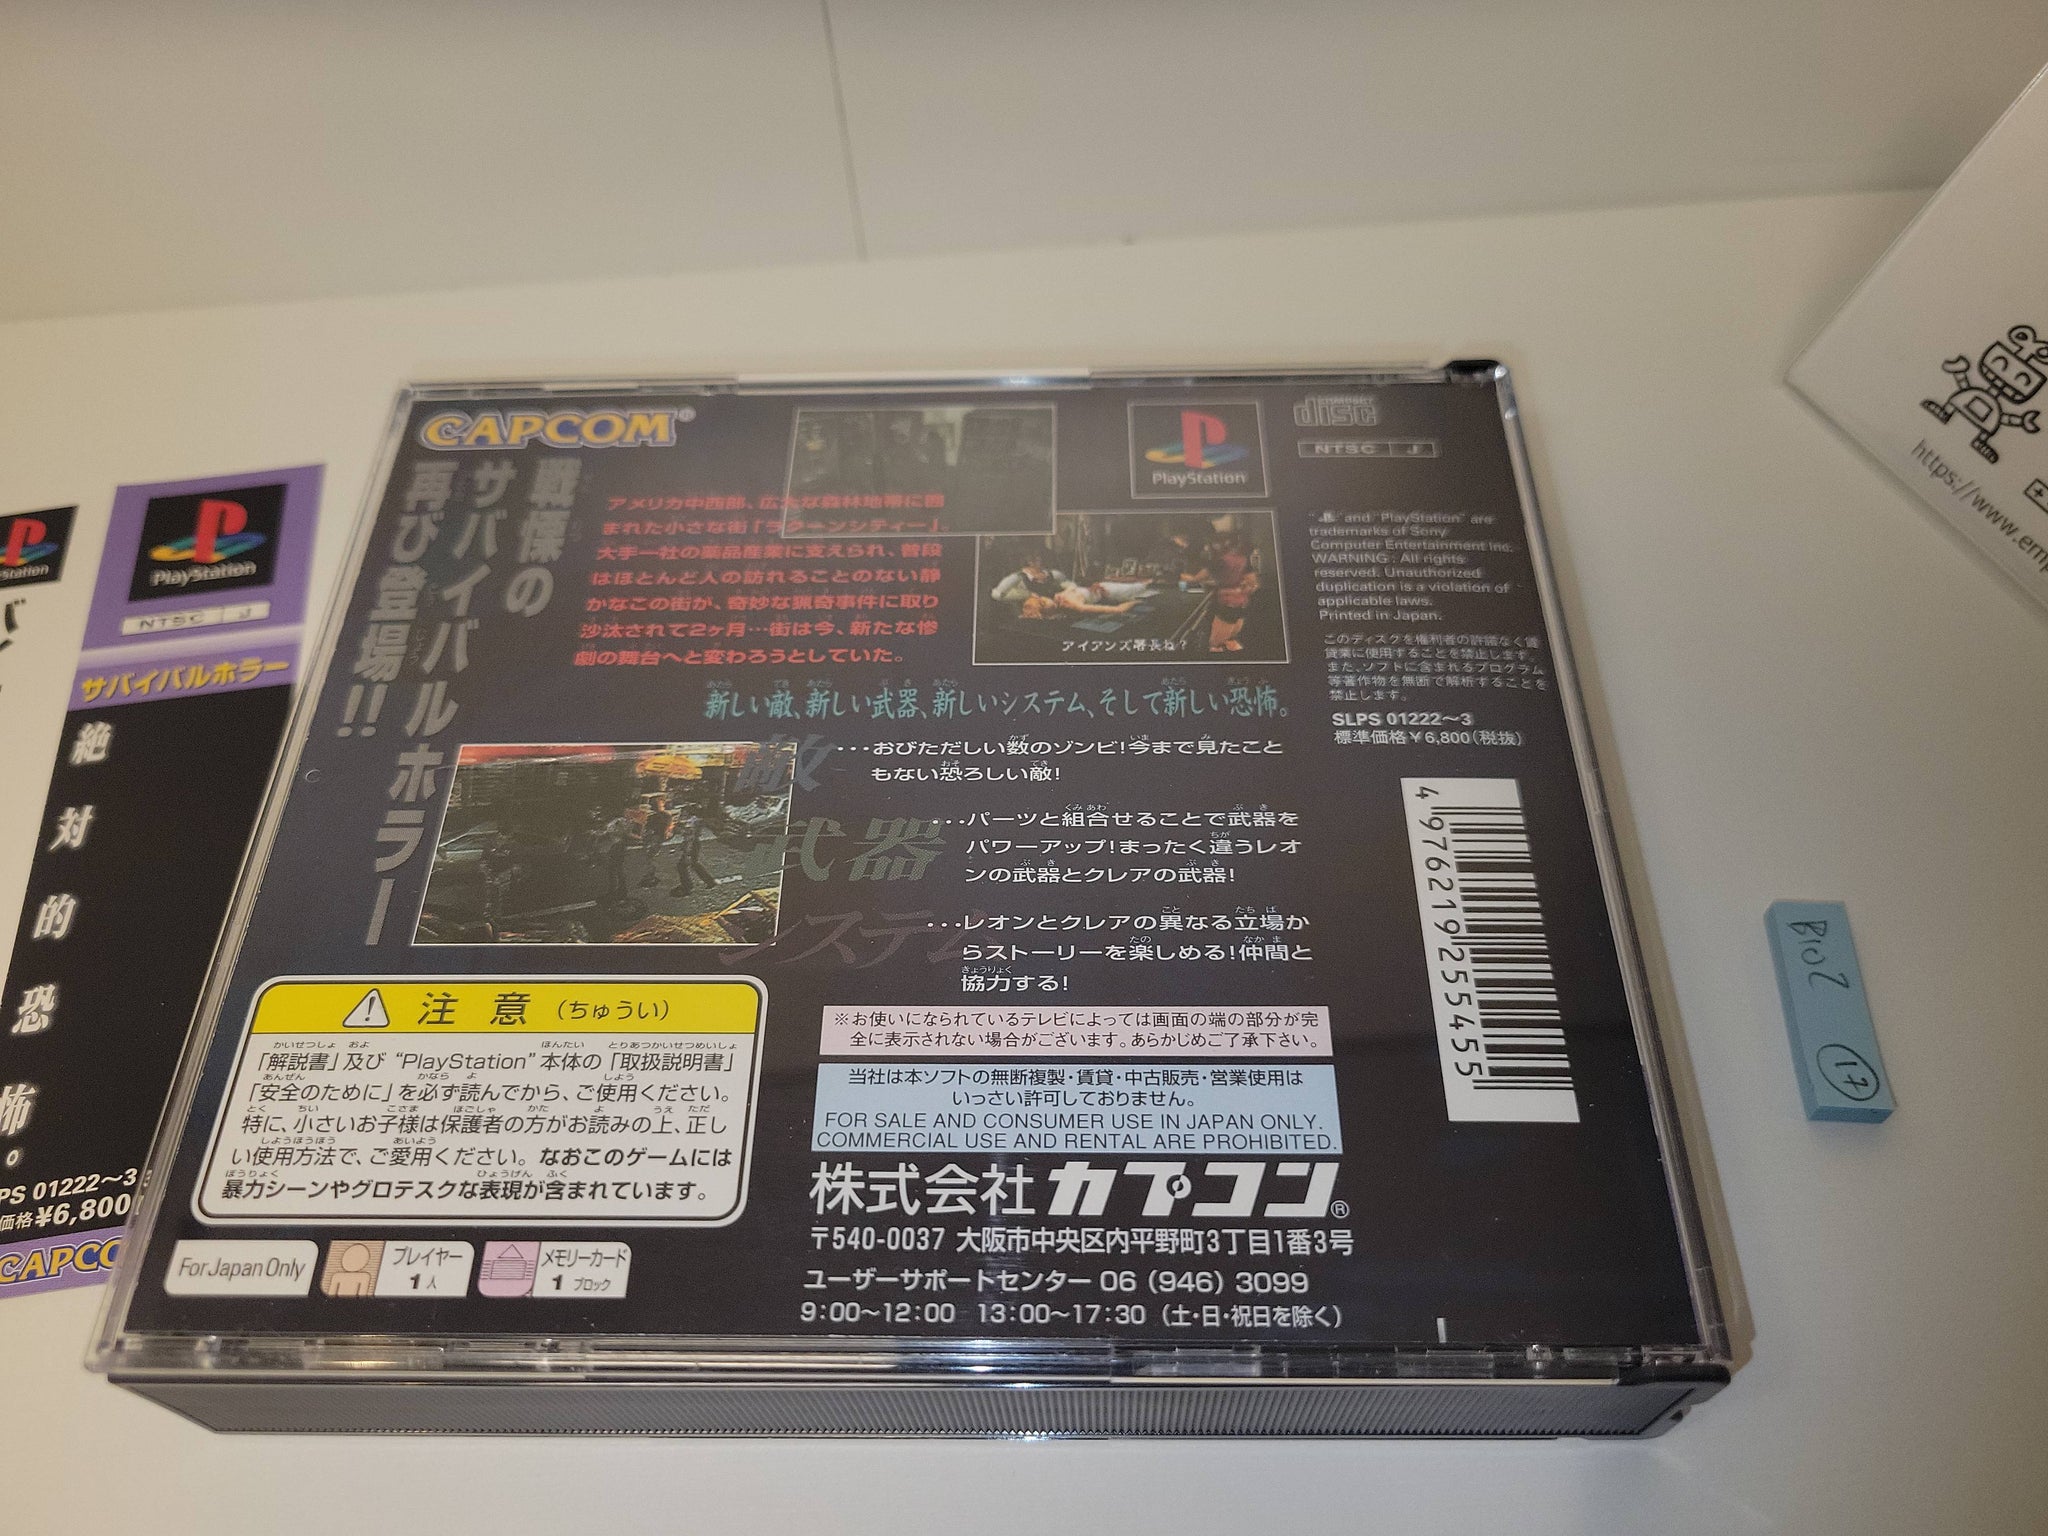 CAPCOM®
戦慄の
サバイバルホラー
再び登場!!
アメリカ中西部、広大な森林地帯に囲
まれた小さな街「ラクーンシティー」。
大手一社の薬品産業に支えられ、普段
はほとんど人の訪れることのない静
かなこの街が、奇妙な猟奇事件に取り
沙汰されて2ヶ月…街は今、新たな惨
劇の舞台へと変わろうとしていた。
アイアンズ署長ね?
新しい敵、新しい武器、新しいシステム、そして新しい恐怖。
敵
…おびただしい数のゾンビ!今まで見たこと
もない恐ろしい敵!
武器
…パーツと組合せることで武器を
パワーアップ!まったく違うレオ
ンの武器とクレアの武器!
システム
…レオンとクレアの異なる立場か
らストーリーを楽しめる!仲間と
協力する!
PlayStation
COMPACT
disc
NTSC J
"PS" and "PlayStation" are
trademarks of Sony
Computer Entertainment Inc.
WARNING : All rights
reserved. Unauthorized
duplication is a violation of
applicable laws.
Printed in Japan.
このディスクを権利者の許諾なく賃
貸業に使用することを禁止します。
また、ソフトに含まれるプログラム
等著作物を無断で解析することを
禁止します。
SLPS 01222～3
標準価格￥6,800(税抜)
4976219255455
注意(ちゅうい)
「解説書」及び "PlayStation" 本体の「取扱説明書」
「安全のために」を必ず読んでから、ご使用ください。
特に、小さいお子様は保護者の方がお読みの上、正し
い使用方法で、ご愛用ください。なおこのゲームには
暴力シーンやグロテスクな表現が含まれています。
※お使いになられているテレビによっては画面の端の部分が完
全に表示されない場合がございます。あらかじめご了承下さい。
当社は本ソフトの無断複製・賃貸・中古販売・営業使用は
いっさい許可しておりません。
FOR SALE AND CONSUMER USE IN JAPAN ONLY.
COMMERCIAL USE AND RENTAL ARE PROHIBITED.
株式会社カプコン®
〒540-0037 大阪市中央区内平野町3丁目1番3号
ユーザーサポートセンター 06 (946) 3099
9:00～12:00 13:00～17:30 (土・日・祝日を除く)
For Japan Only
プレイヤー
1人
メモリーカード
1 ブロック
PlayStation
NTSC J
サバイバルホラー
絶対的恐怖。
PS 01222～3
価格￥6,800
CAPCO
Station
BIO2
17
https://www.emp